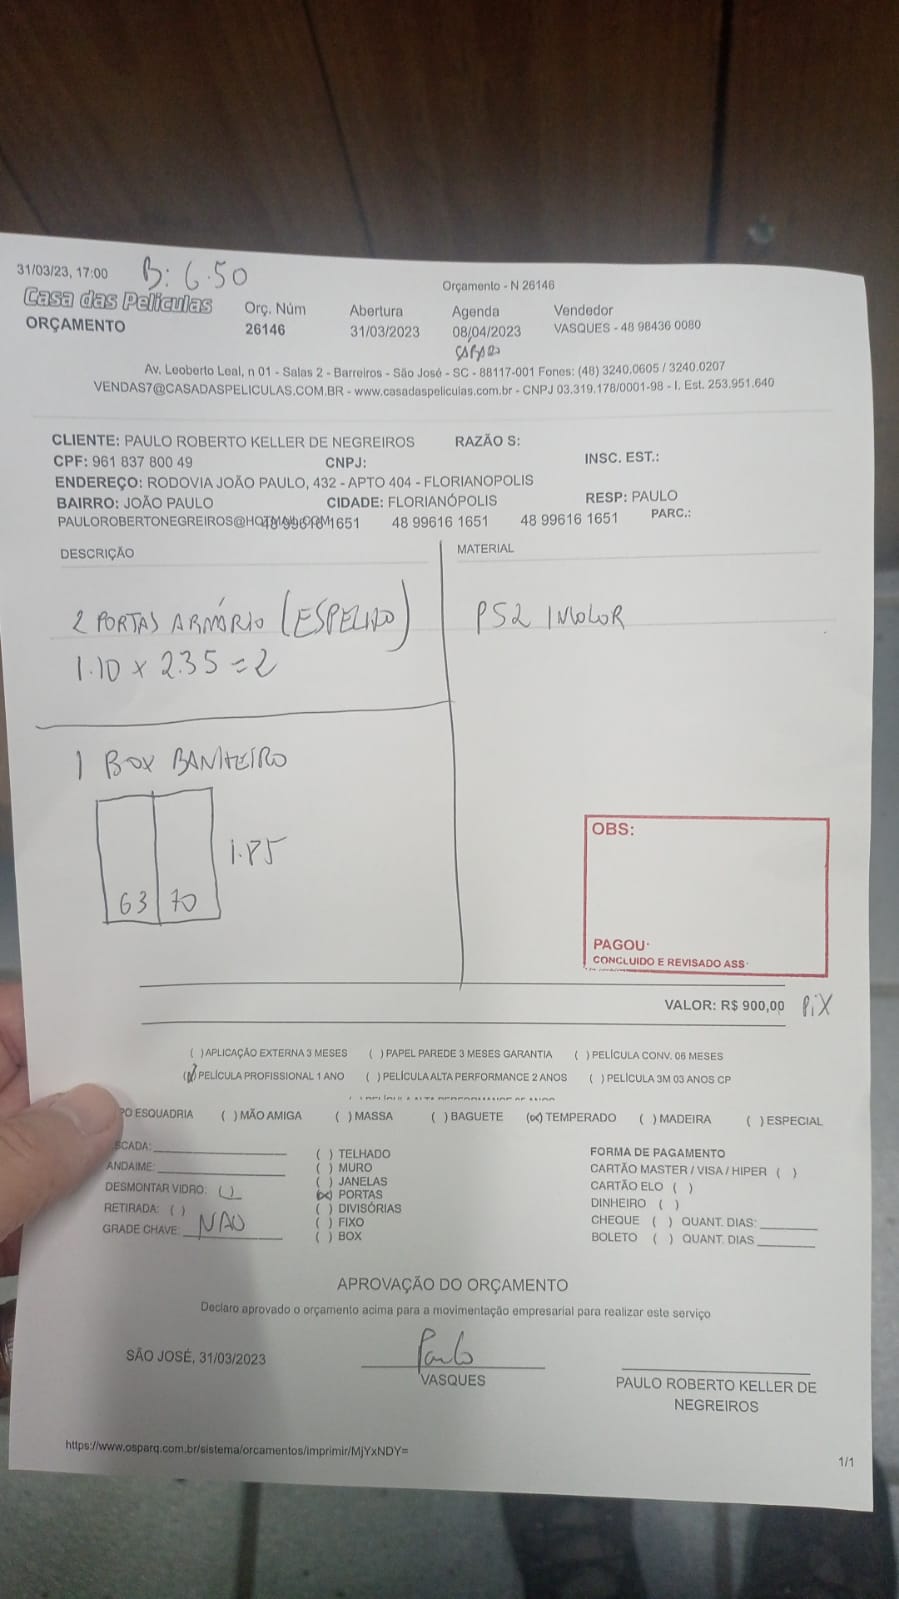 31/03/23, 17:00 B: 6.50 Orçamento - N 26146
Casa das Películas
ORÇAMENTO
Orç. Núm Abertura Agenda Vendedor
26146 31/03/2023 08/04/2023 VASQUES - 48 98436 0080
Av. Leoberto Leal, n 01 - Salas 2 - Barreiros - São José - SC - 88117-001 Fones: (48) 3240.0605 / 3240.0207
VENDAS7@CASADASPELICULAS.COM.BR - www.casadaspeliculas.com.br - CNPJ 03.319.178/0001-98 - I. Est. 253.951.640
CLIENTE: PAULO ROBERTO KELLER DE NEGREIROS RAZÃO S:
CPF: 961 837 800 49 CNPJ: INSC. EST.:
ENDEREÇO: RODOVIA JOÃO PAULO, 432 - APTO 404 - FLORIANOPOLIS
BAIRRO: JOÃO PAULO CIDADE: FLORIANÓPOLIS RESP: PAULO
PAULOROBERTONEGREIROS@HOTMAIL.COM 48 99616 1651 48 99616 1651 48 99616 1651 PARC.:
DESCRIÇÃO MATERIAL
2 PORTAS ARMÁRIO (ESPELHO) PS2 INCOLOR
1.10 x 2.35 = 2
1 BOX BANHEIRO
1.85
63 70
OBS:
PAGOU:
CONCLUIDO E REVISADO ASS:
VALOR: R$ 900,00 PiX
( ) APLICAÇÃO EXTERNA 3 MESES ( ) PAPEL PAREDE 3 MESES GARANTIA ( ) PELÍCULA CONV. 06 MESES
( ) PELÍCULA PROFISSIONAL 1 ANO ( ) PELÍCULA ALTA PERFORMANCE 2 ANOS ( ) PELÍCULA 3M 03 ANOS CP
PO ESQUADRIA ( ) MÃO AMIGA ( ) MASSA ( ) BAGUETE (x) TEMPERADO ( ) MADEIRA ( ) ESPECIAL
SCADA: ( ) TELHADO FORMA DE PAGAMENTO
ANDAIME: ( ) MURO CARTÃO MASTER / VISA / HIPER ( )
DESMONTAR VIDRO: ( ) ( ) JANELAS CARTÃO ELO ( )
RETIRADA: ( ) (x) PORTAS DINHEIRO ( )
GRADE CHAVE: NAO ( ) DIVISÓRIAS CHEQUE ( ) QUANT. DIAS:
( ) FIXO BOLETO ( ) QUANT. DIAS
( ) BOX
APROVAÇÃO DO ORÇAMENTO
Declaro aprovado o orçamento acima para a movimentação empresarial para realizar este serviço
SÃO JOSÉ, 31/03/2023 Paulo
VASQUES PAULO ROBERTO KELLER DE
NEGREIROS
https://www.osparq.com.br/sistema/orcamentos/imprimir/MjYxNDY=
1/1